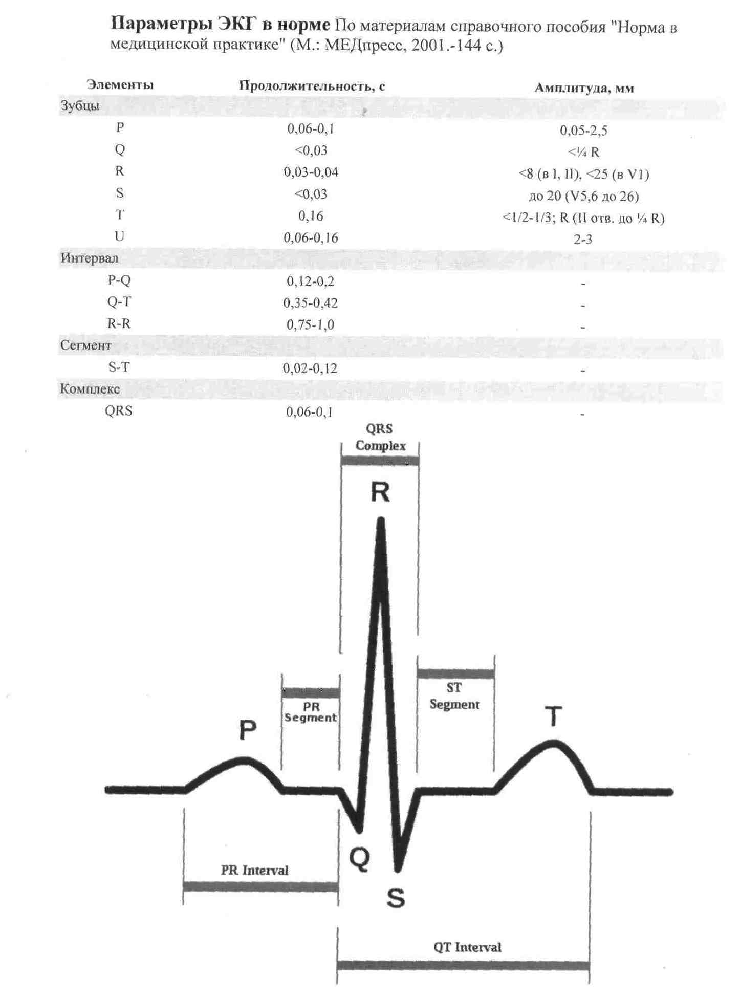 Параметры ЭКГ в норме По материалам справочного пособия "Норма в
медицинской практике" (М.: МЕДпресс, 2001.-144 с.)
Элементы Продолжительность, с Амплитуда, мм
Зубцы
P 0,06-0,1 0,05-2,5
Q <0,03 <¼ R
R 0,03-0,04 <8 (в I, II), <25 (в V1)
S <0,03 до 20 (V5,6 до 26)
T 0,16 <1/2-1/3; R (II отв. до ¼ R)
U 0,06-0,16 2-3
Интервал
P-Q 0,12-0,2 -
Q-T 0,35-0,42 -
R-R 0,75-1,0 -
Сегмент
S-T 0,02-0,12 -
Комплекс
QRS 0,06-0,1 -
QRS
Complex
R
ST
Segment
PR
Segment
P
T
Q
PR Interval
S
QT Interval